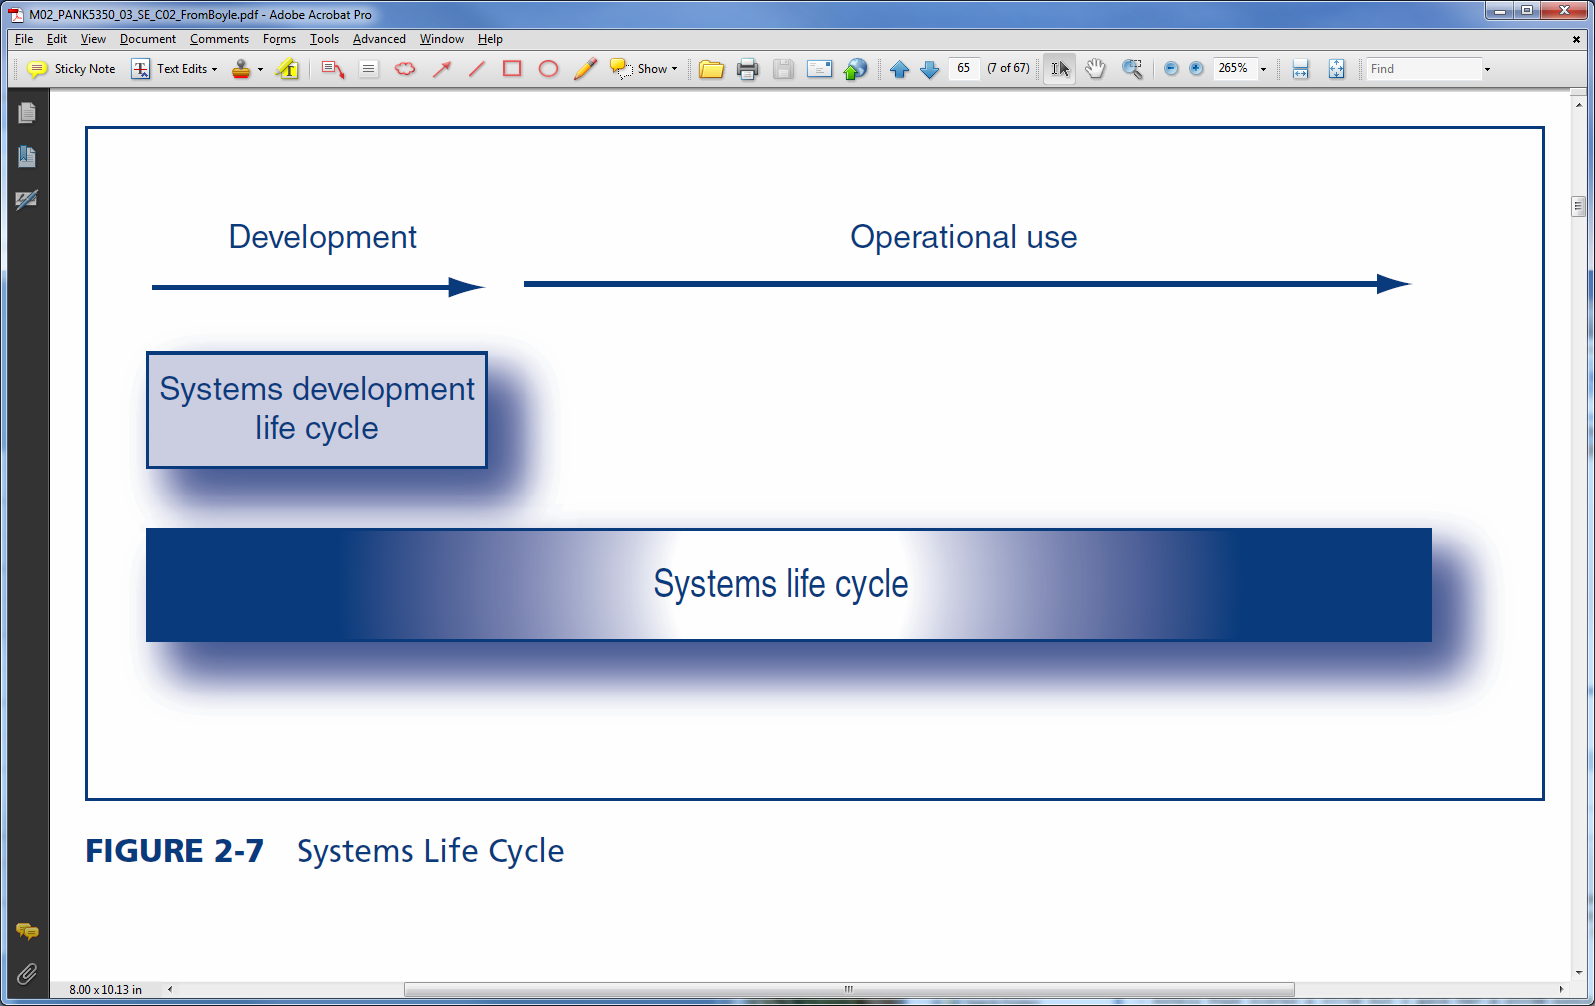 M02_PANK5350_03_SE_C02_FromBoyle.pdf - Adobe Acrobat Pro
File Edit View Document Comments Forms Tools Advanced Window Help
Sticky Note Text Edits Show 65 (7 of 67) 265% Find
Development Operational use
Systems development
life cycle
Systems life cycle
FIGURE 2-7 Systems Life Cycle
8.00 x 10.13 in